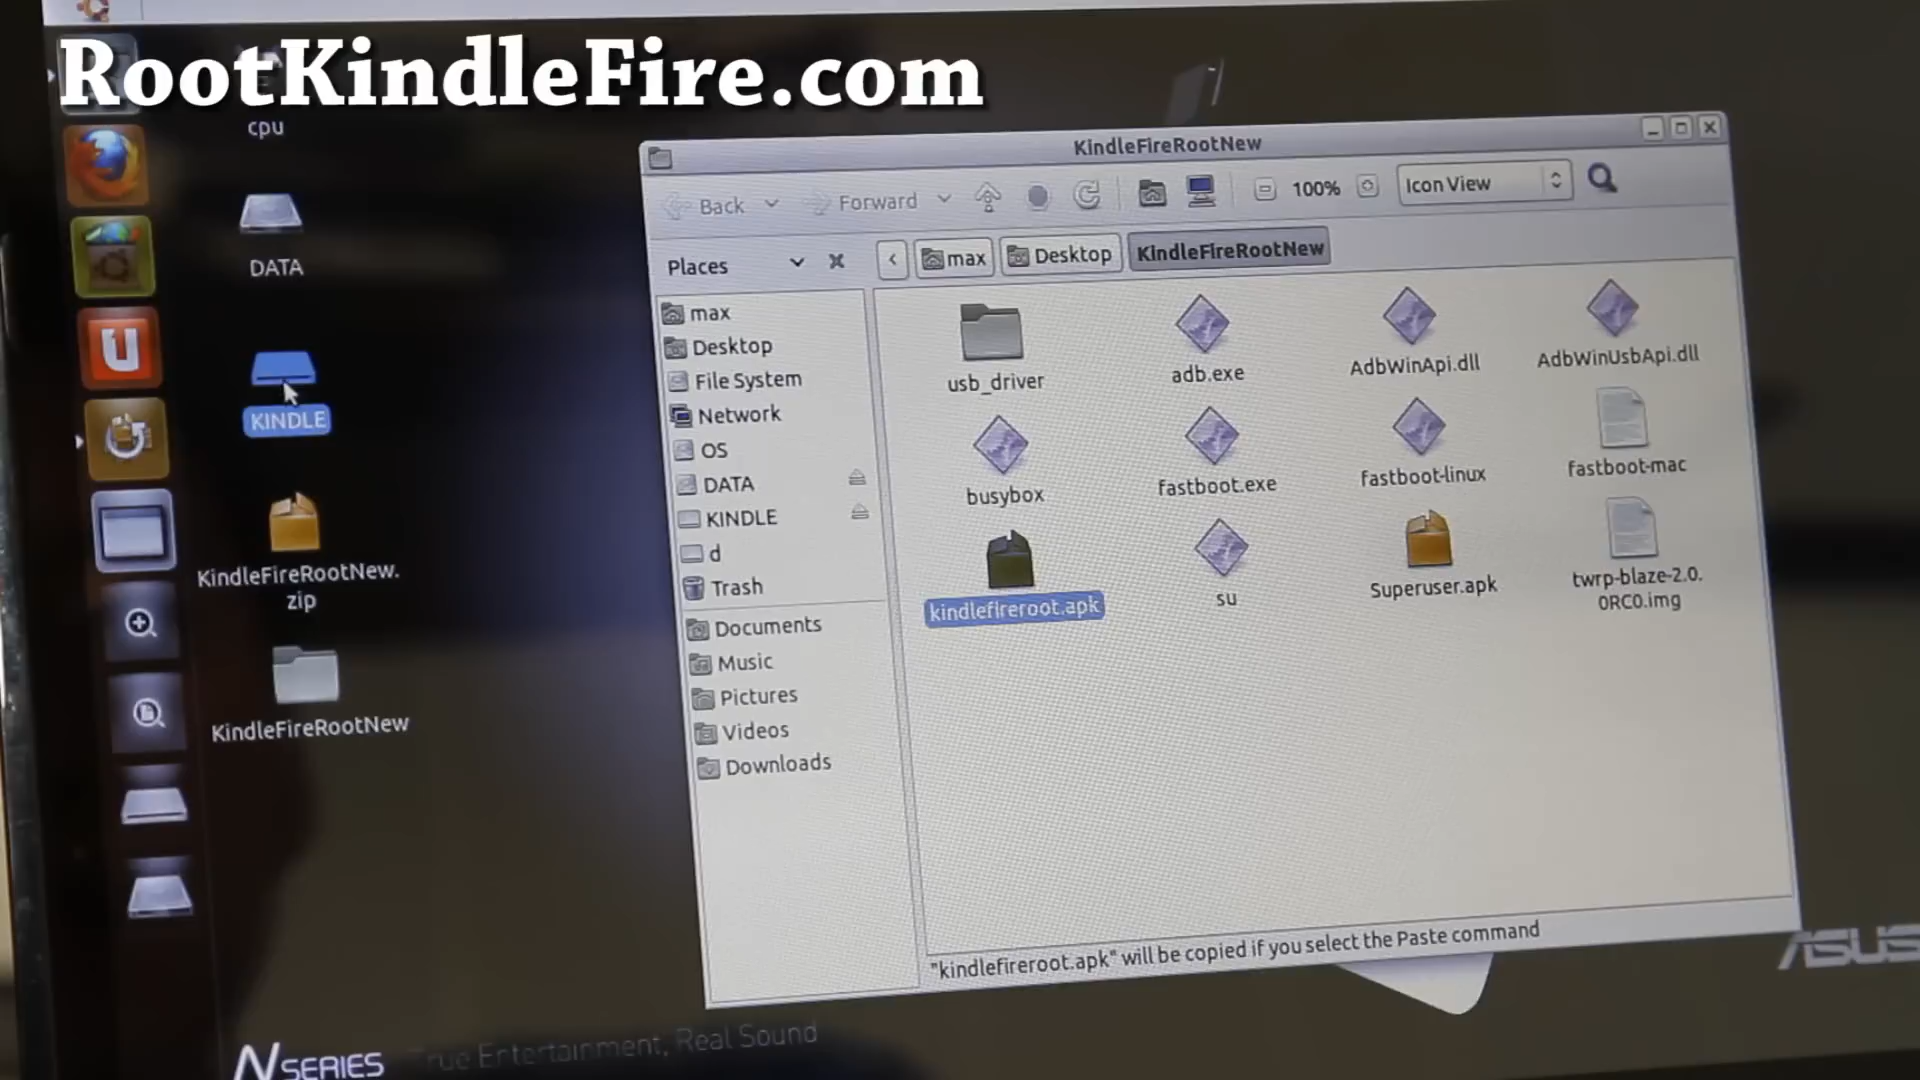 RootKindleFire.com
cpu
DATA
KINDLE
KindleFireRootNew.
zip
KindleFireRootNew
KindleFireRootNew
Back
Forward
100%
Icon View
Places
max
Desktop
KindleFireRootNew
max
Desktop
File System
Network
OS
DATA
KINDLE
d
Trash
Documents
Music
Pictures
Videos
Downloads
usb_driver
adb.exe
AdbWinApi.dll
AdbWinUsbApi.dll
busybox
fastboot.exe
fastboot-linux
fastboot-mac
kindlefireroot.apk
su
Superuser.apk
twrp-blaze-2.0.
0RC0.img
"kindlefireroot.apk" will be copied if you select the Paste command
ASUS
N SERIES
True Entertainment, Real Sound